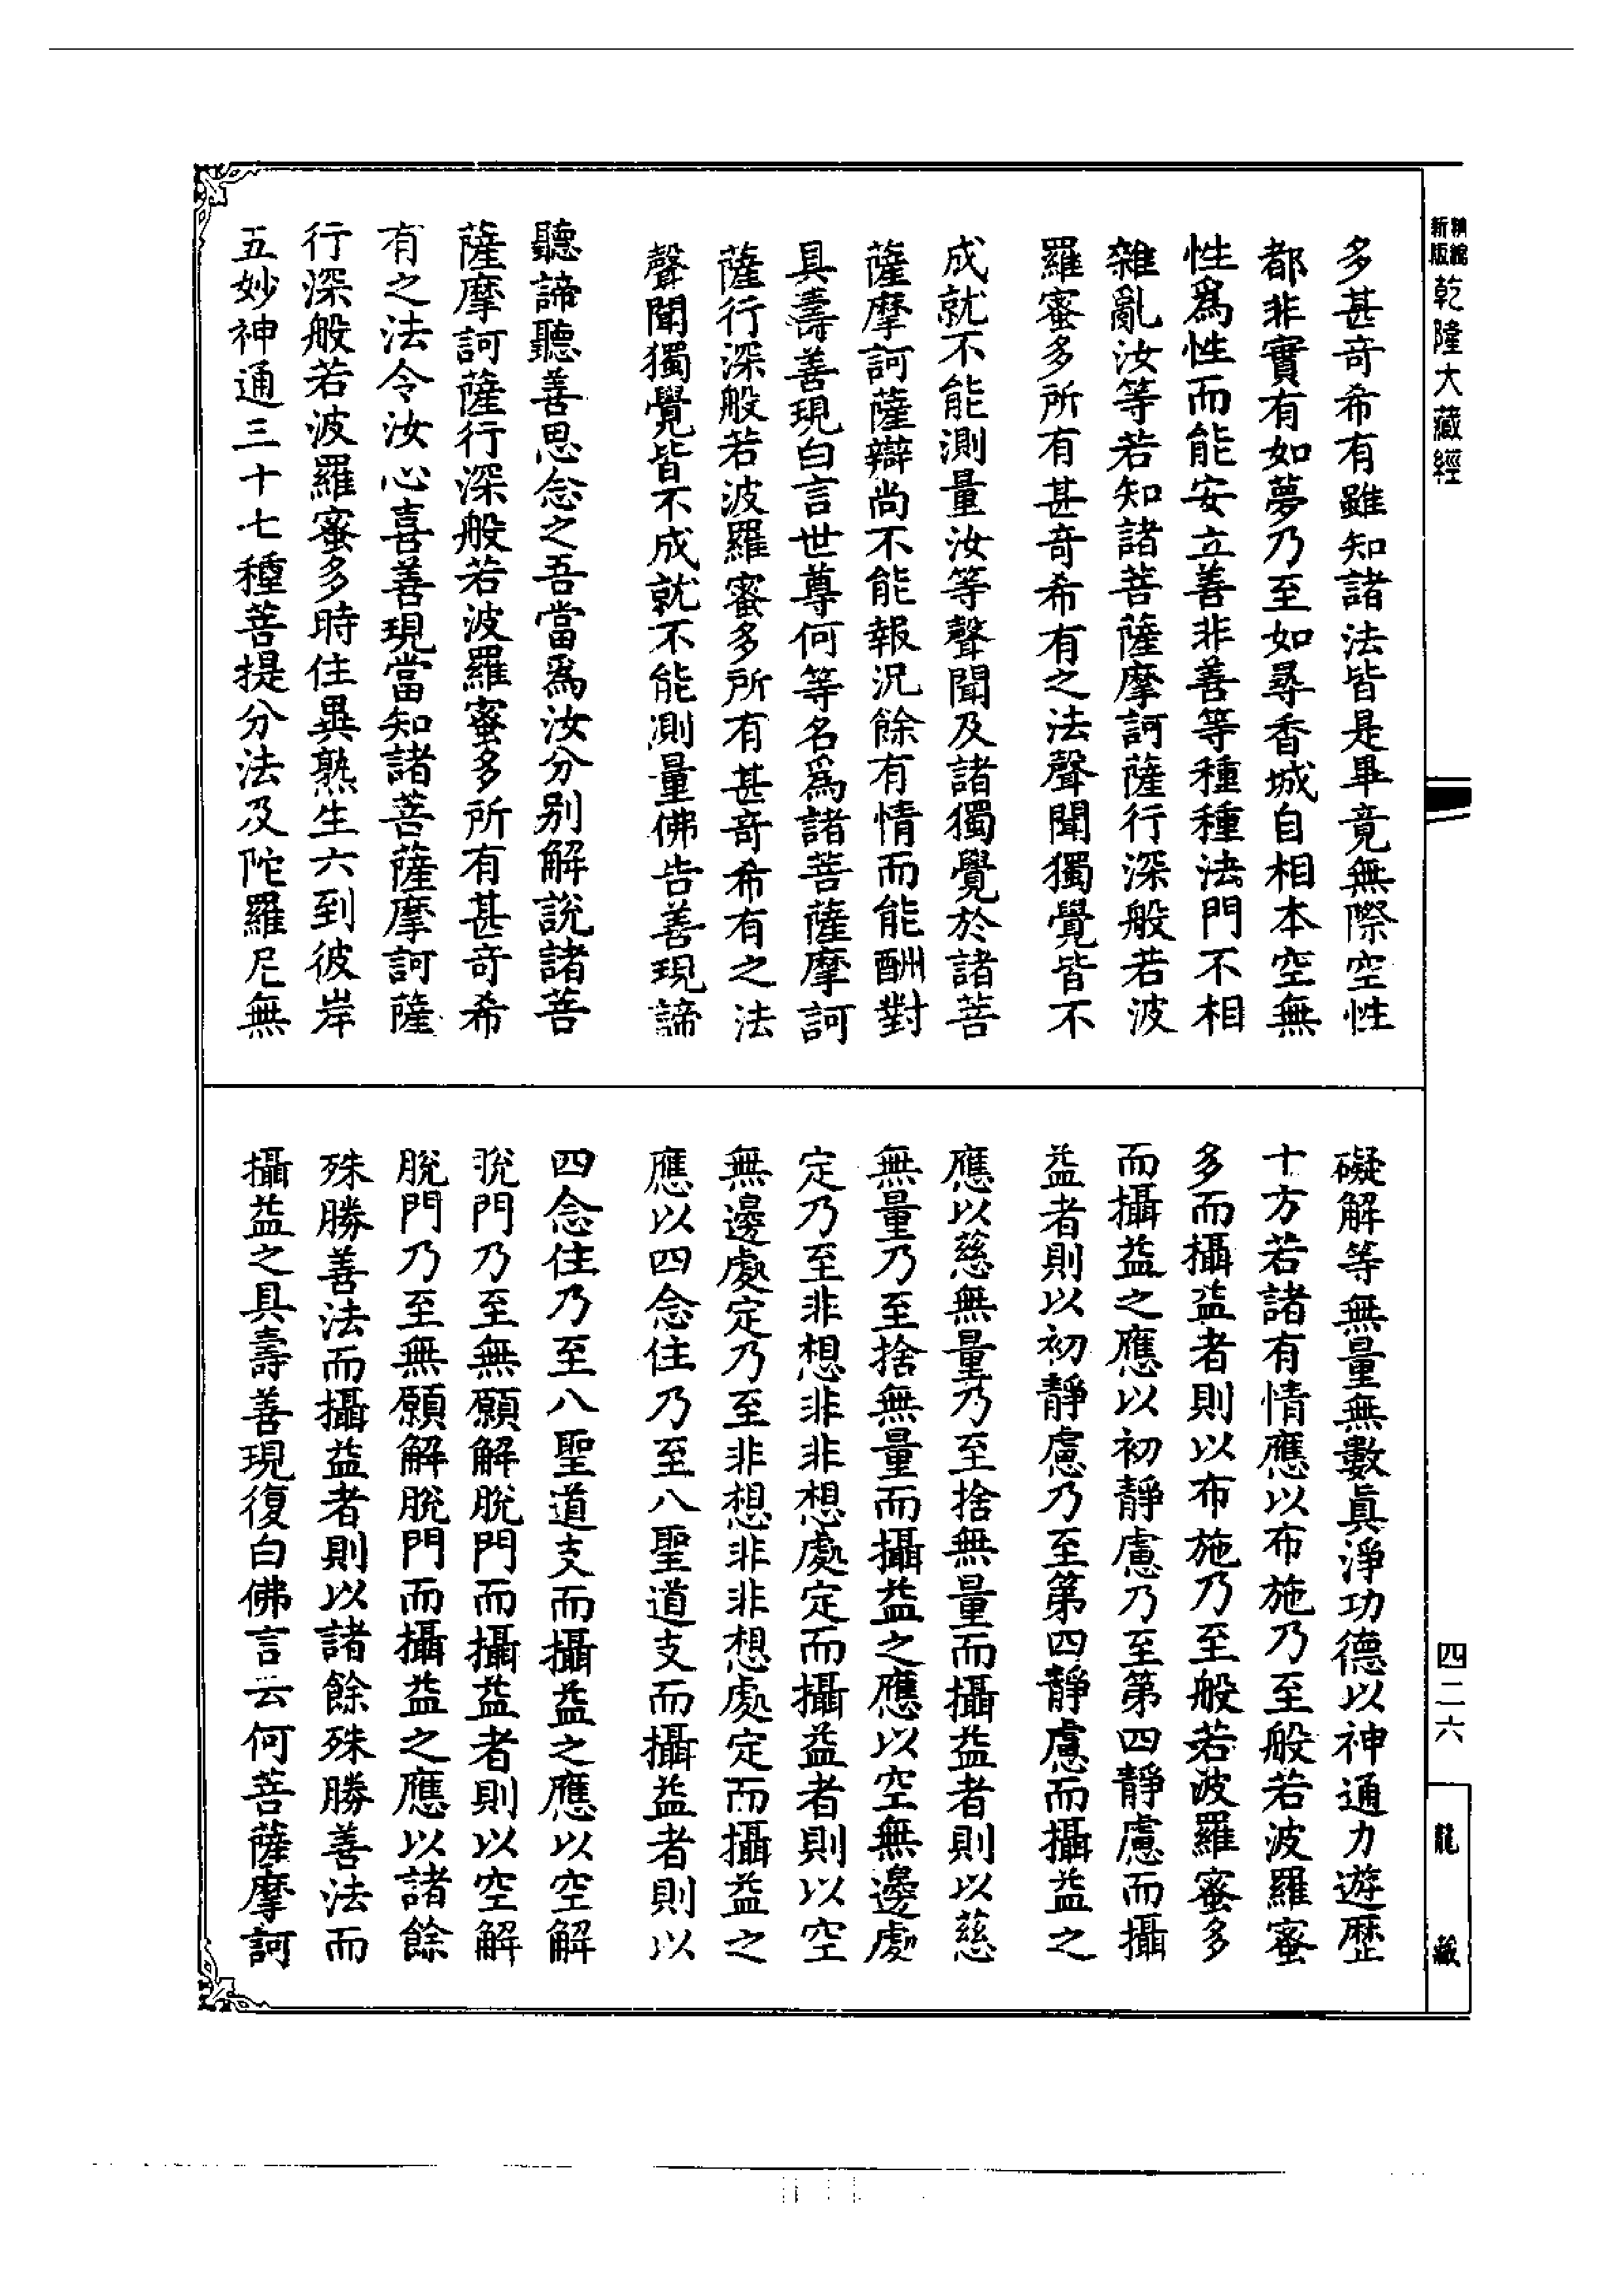 精編
新版
乾隆大藏經
多甚奇希有雖知諸法皆是畢竟無際空性
都非實有如夢乃至如尋香城自相本空無
性爲性而能安立善非善等種種法門不相
雜亂汝等若知諸菩薩摩訶薩行深般若波
羅蜜多所有甚奇希有之法聲聞獨覺皆不
成就不能測量汝等聲聞及諸獨覺於諸菩
薩摩訶薩辯尚不能報況餘有情而能酬對
具壽善現白言世尊何等名爲諸菩薩摩訶
薩行深般若波羅蜜多所有甚奇希有之法
聲聞獨覺皆不成就不能測量佛告善現諦
聽諦聽善思念之吾當爲汝分别解說諸菩
薩摩訶薩行深般若波羅蜜多所有甚奇希
有之法令汝心喜善現當知諸菩薩摩訶薩
行深般若波羅蜜多時住異熟生六到彼岸
五妙神通三十七種菩提分法及陀羅尼無
礙解等無量無數眞淨功德以神通力遊歷
十方若諸有情應以布施乃至般若波羅蜜
多而攝益者則以布施乃至般若波羅蜜多
而攝益之應以初靜慮乃至第四靜慮而攝
益者則以初靜慮乃至第四靜慮而攝益之
應以慈無量乃至捨無量而攝益者則以慈
無量乃至捨無量而攝益之應以空無邊處
定乃至非想非非想處定而攝益者則以空
無邊處定乃至非想非非想處定而攝益之
應以四念住乃至八聖道支而攝益者則以
四念住乃至八聖道支而攝益之應以空解
脫門乃至無願解脫門而攝益者則以空解
脫門乃至無願解脫門而攝益之應以諸餘
殊勝善法而攝益者則以諸餘殊勝善法而
攝益之具壽善現復白佛言云何菩薩摩訶
四二六
龍藏